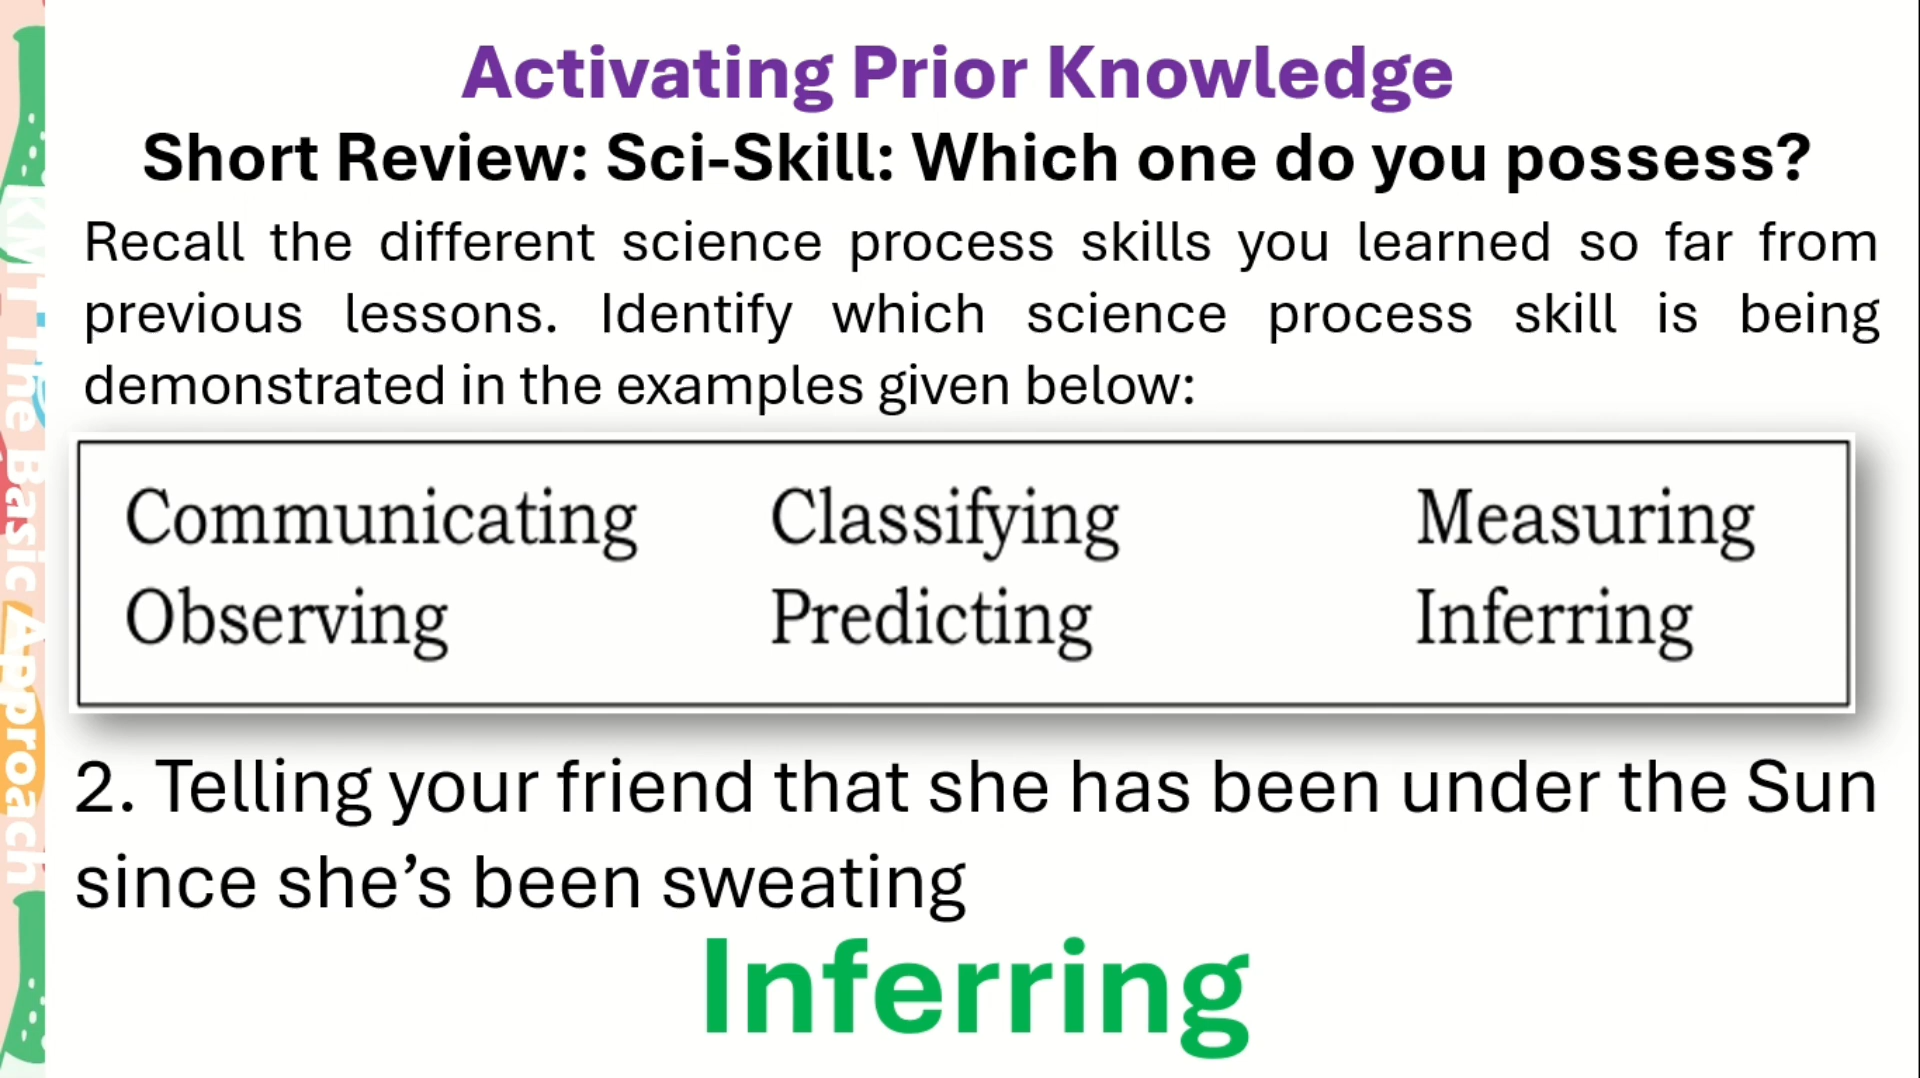 Activating Prior Knowledge
Short Review: Sci-Skill: Which one do you possess?
Recall the different science process skills you learned so far from
previous lessons. Identify which science process skill is being
demonstrated in the examples given below:
Communicating Classifying Measuring
Observing Predicting Inferring
2. Telling your friend that she has been under the Sun
since she’s been sweating
Inferring
The Basic Approach